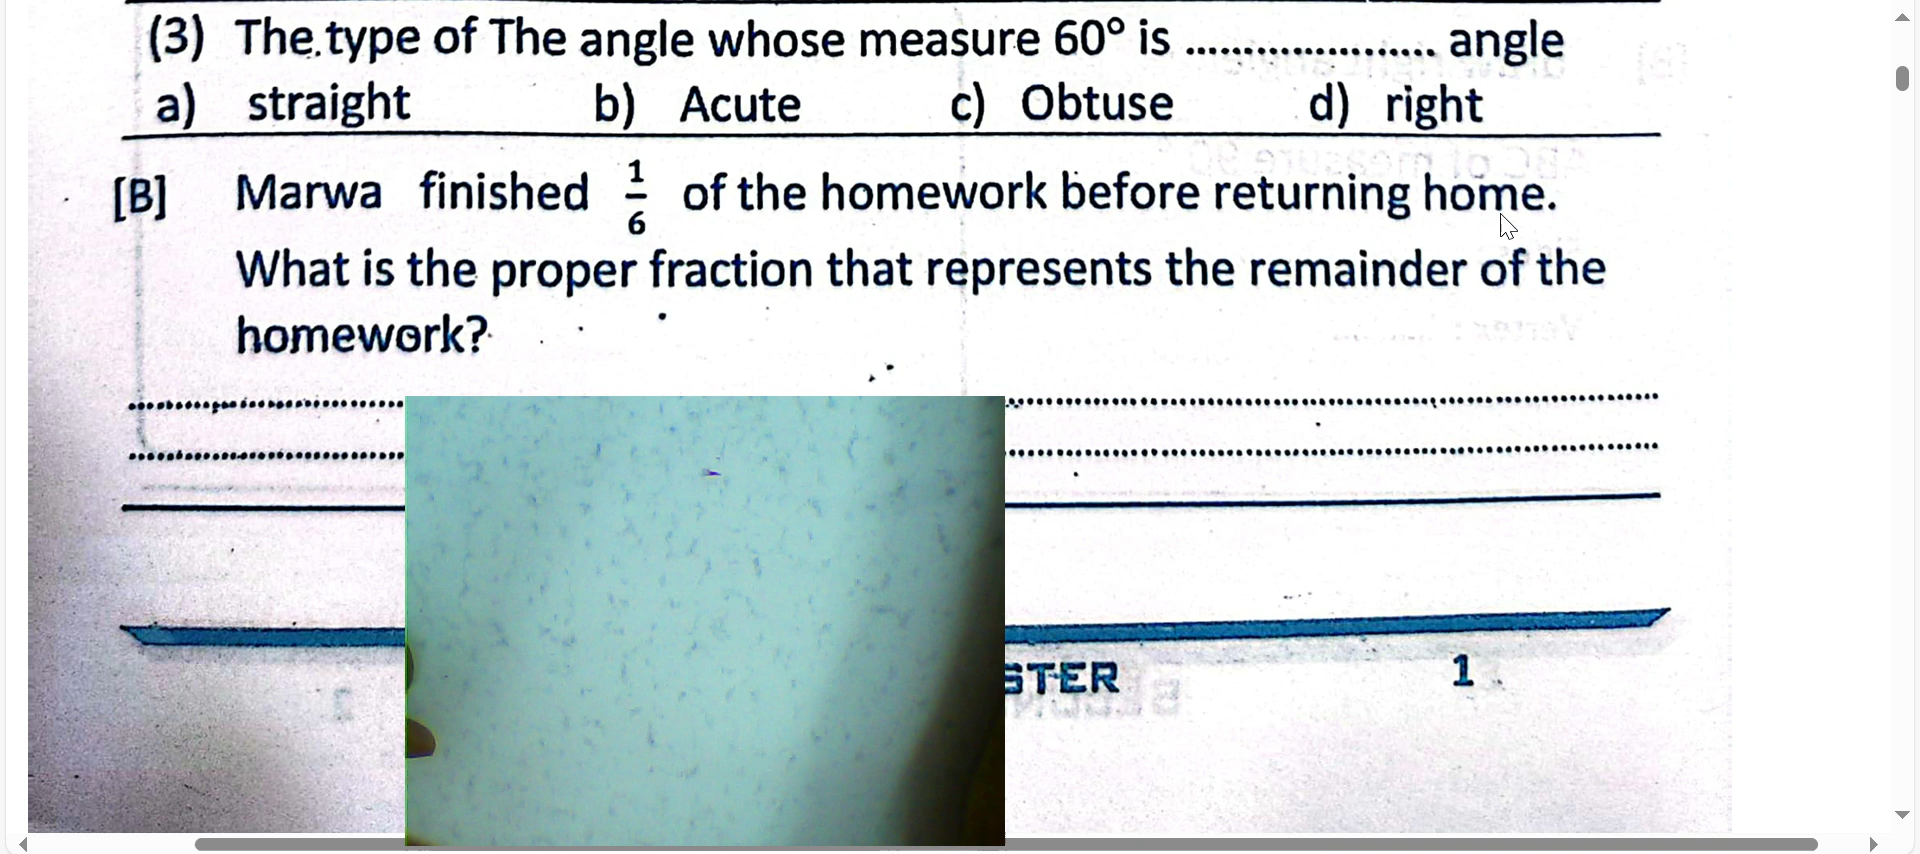 (3) The type of The angle whose measure 60° is ..................... angle
a) straight b) Acute c) Obtuse d) right
[B] Marwa finished 1/6 of the homework before returning home.
What is the proper fraction that represents the remainder of the
homework?
1